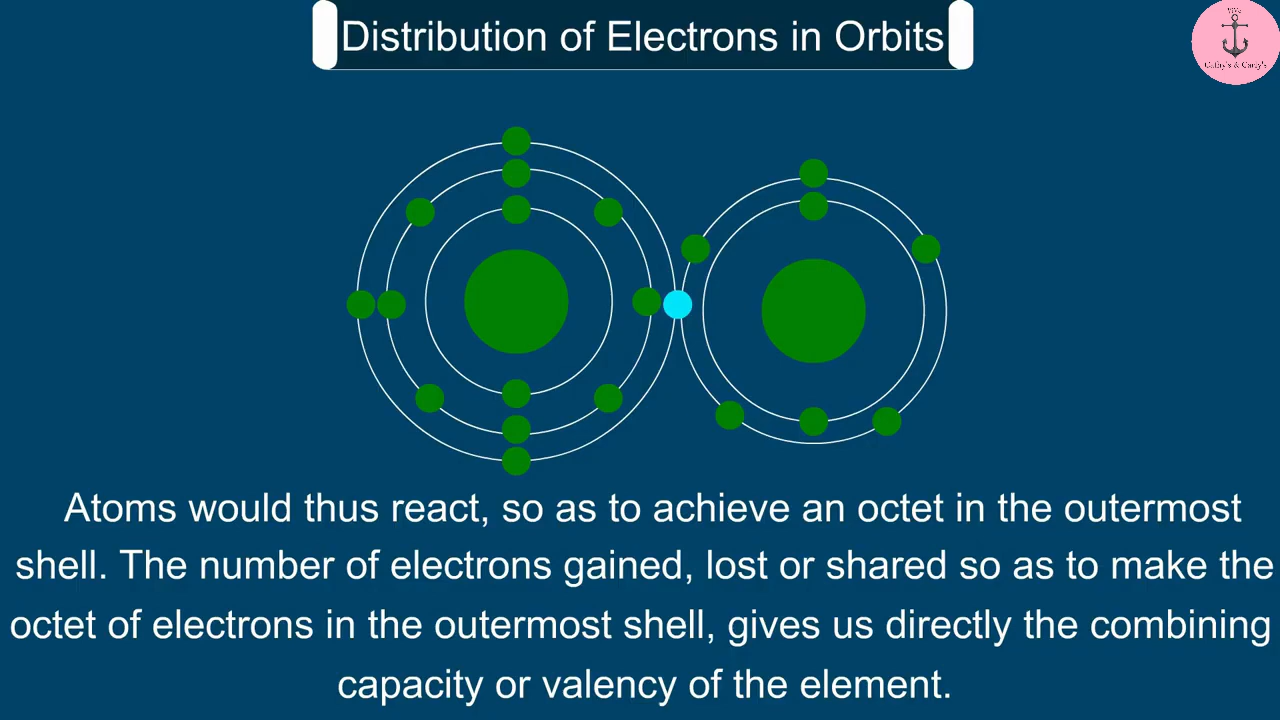 Distribution of Electrons in Orbits
Cathy's & Candy's
Atoms would thus react, so as to achieve an octet in the outermost
shell. The number of electrons gained, lost or shared so as to make the
octet of electrons in the outermost shell, gives us directly the combining
capacity or valency of the element.